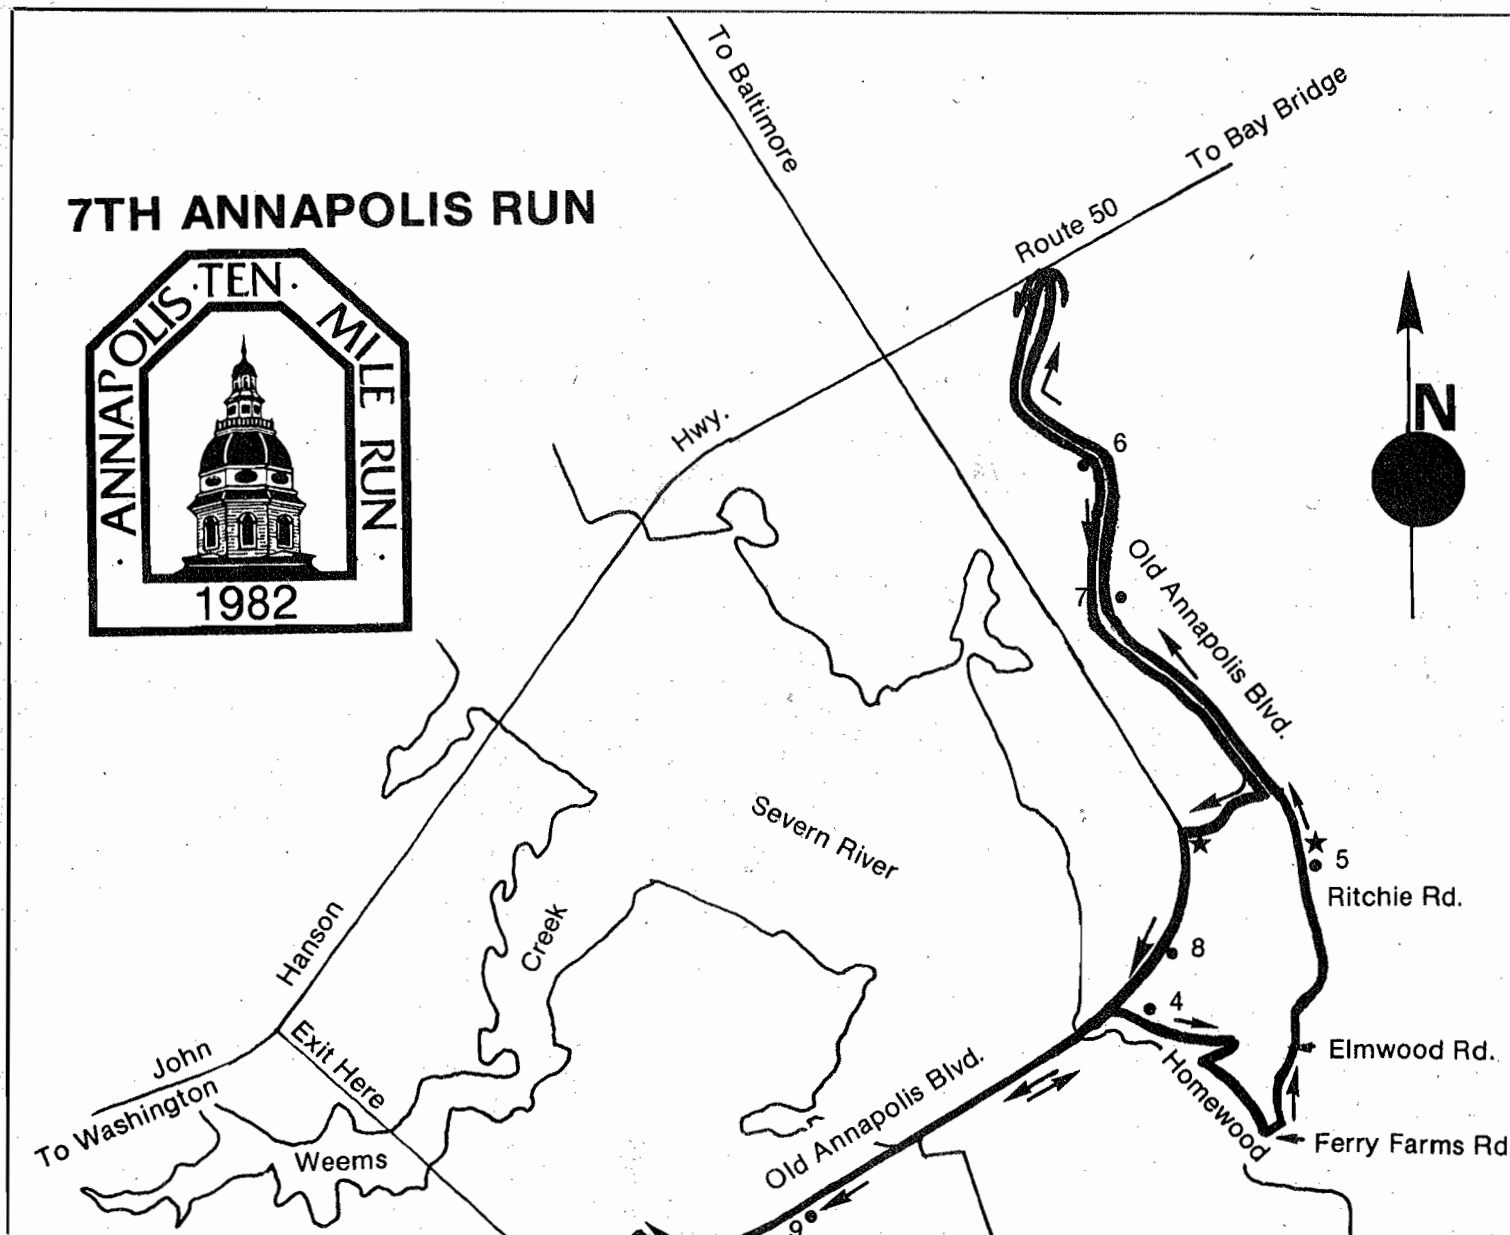 To Baltimore
To Bay Bridge
Route 50
7TH ANNAPOLIS RUN
ANNAPOLIS · TEN · MILE RUN
1982
N
Hwy.
6
7
Old Annapolis Blvd.
Severn River
5
Ritchie Rd.
Hanson
Creek
8
4
John
Exit Here
Elmwood Rd.
Homewood
To Washington
Old Annapolis Blvd.
Weems
Ferry Farms Rd
9